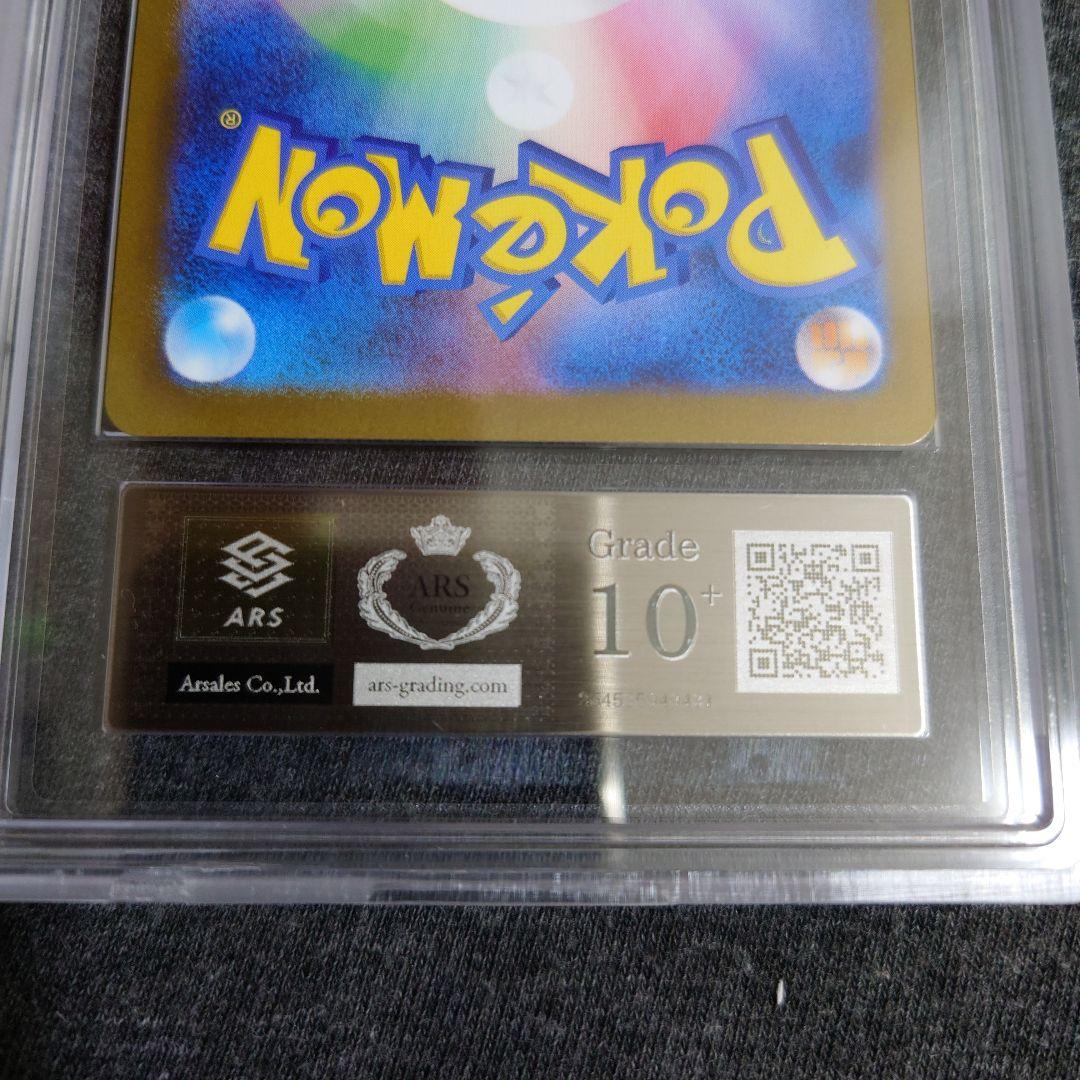 POKéMON®
ARS
Arsales Co.,Ltd.
ARS
Genuine
ars-grading.com
Grade
10+